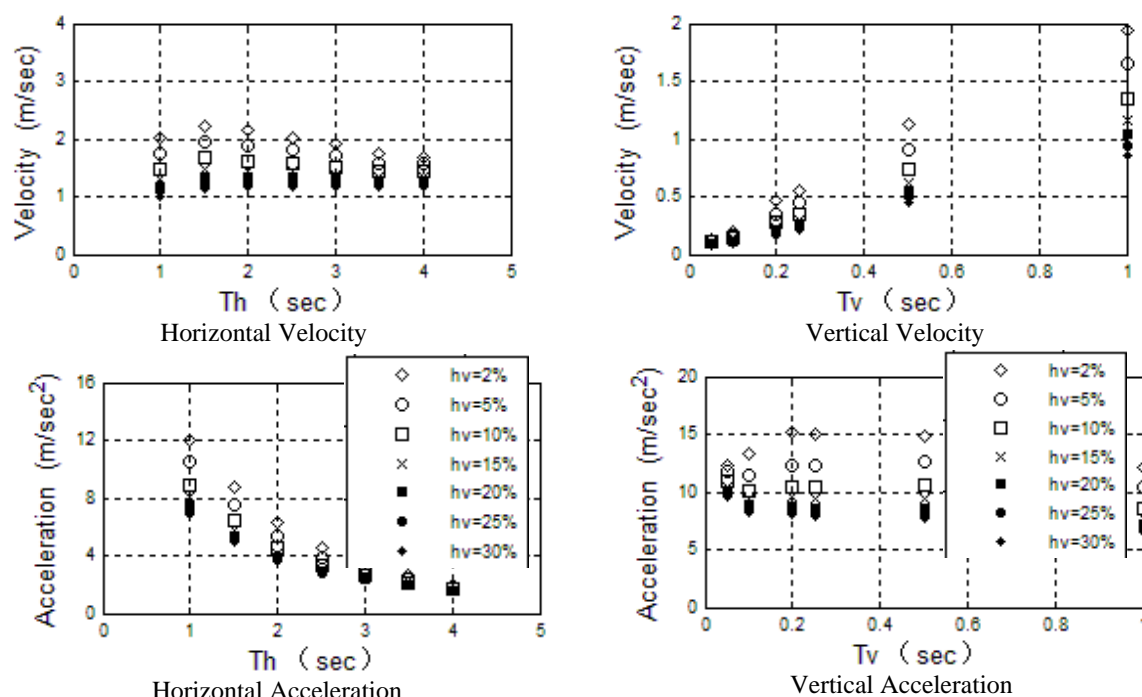 4
3
2
1
0
0 1 2 3 4 5
Velocity (m/sec)
Th (sec)
Horizontal Velocity
2
1.5
1
0.5
0
0 0.2 0.4 0.6 0.8 1
Velocity (m/sec)
Tv (sec)
Vertical Velocity
16
12
8
4
0
0 1 2 3 4 5
Acceleration (m/sec²)
Th (sec)
hv=2%
hv=5%
hv=10%
hv=15%
hv=20%
hv=25%
hv=30%
Horizontal Acceleration
20
15
10
5
0
0 0.2 0.4 0.6 0.8
Acceleration (m/sec²)
Tv (sec)
hv=2%
hv=5%
hv=10%
hv=15%
hv=20%
hv=25%
hv=30%
Vertical Acceleration